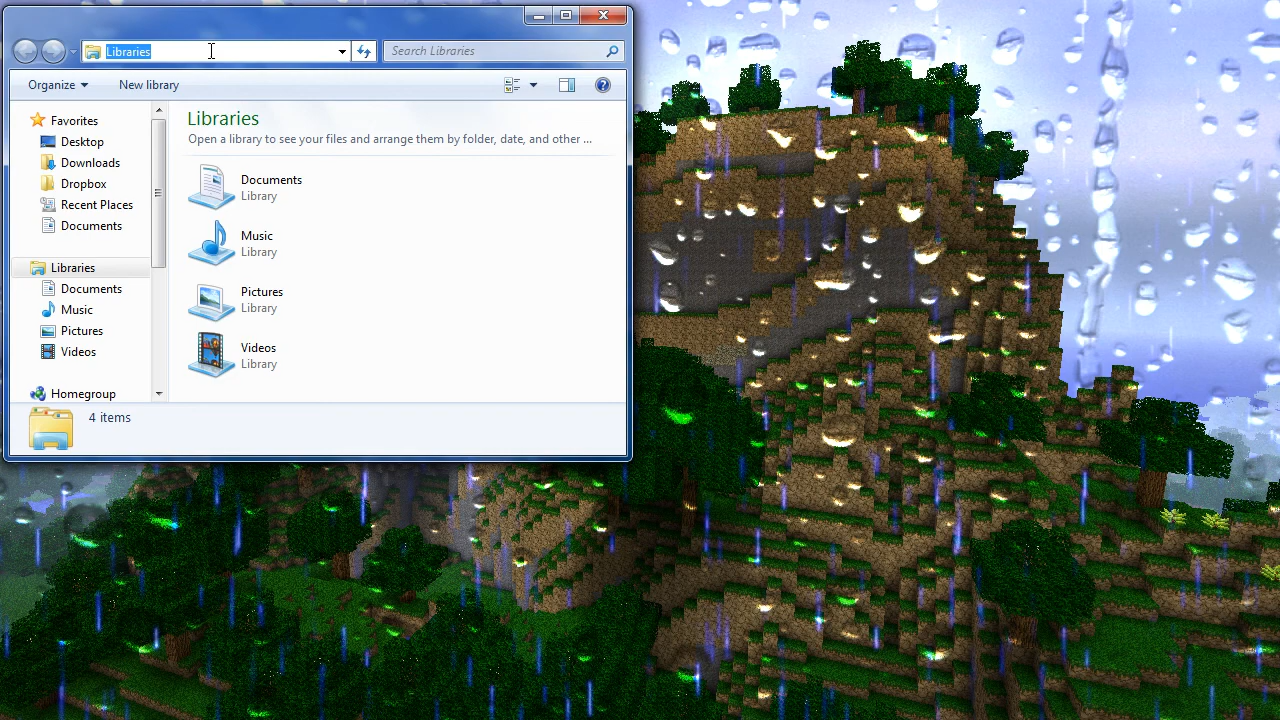 Libraries
Search Libraries
Organize
New library
Favorites
Desktop
Downloads
Dropbox
Recent Places
Documents
Libraries
Documents
Music
Pictures
Videos
Homegroup
Libraries
Open a library to see your files and arrange them by folder, date, and other ...
Documents
Library
Music
Library
Pictures
Library
Videos
Library
4 items